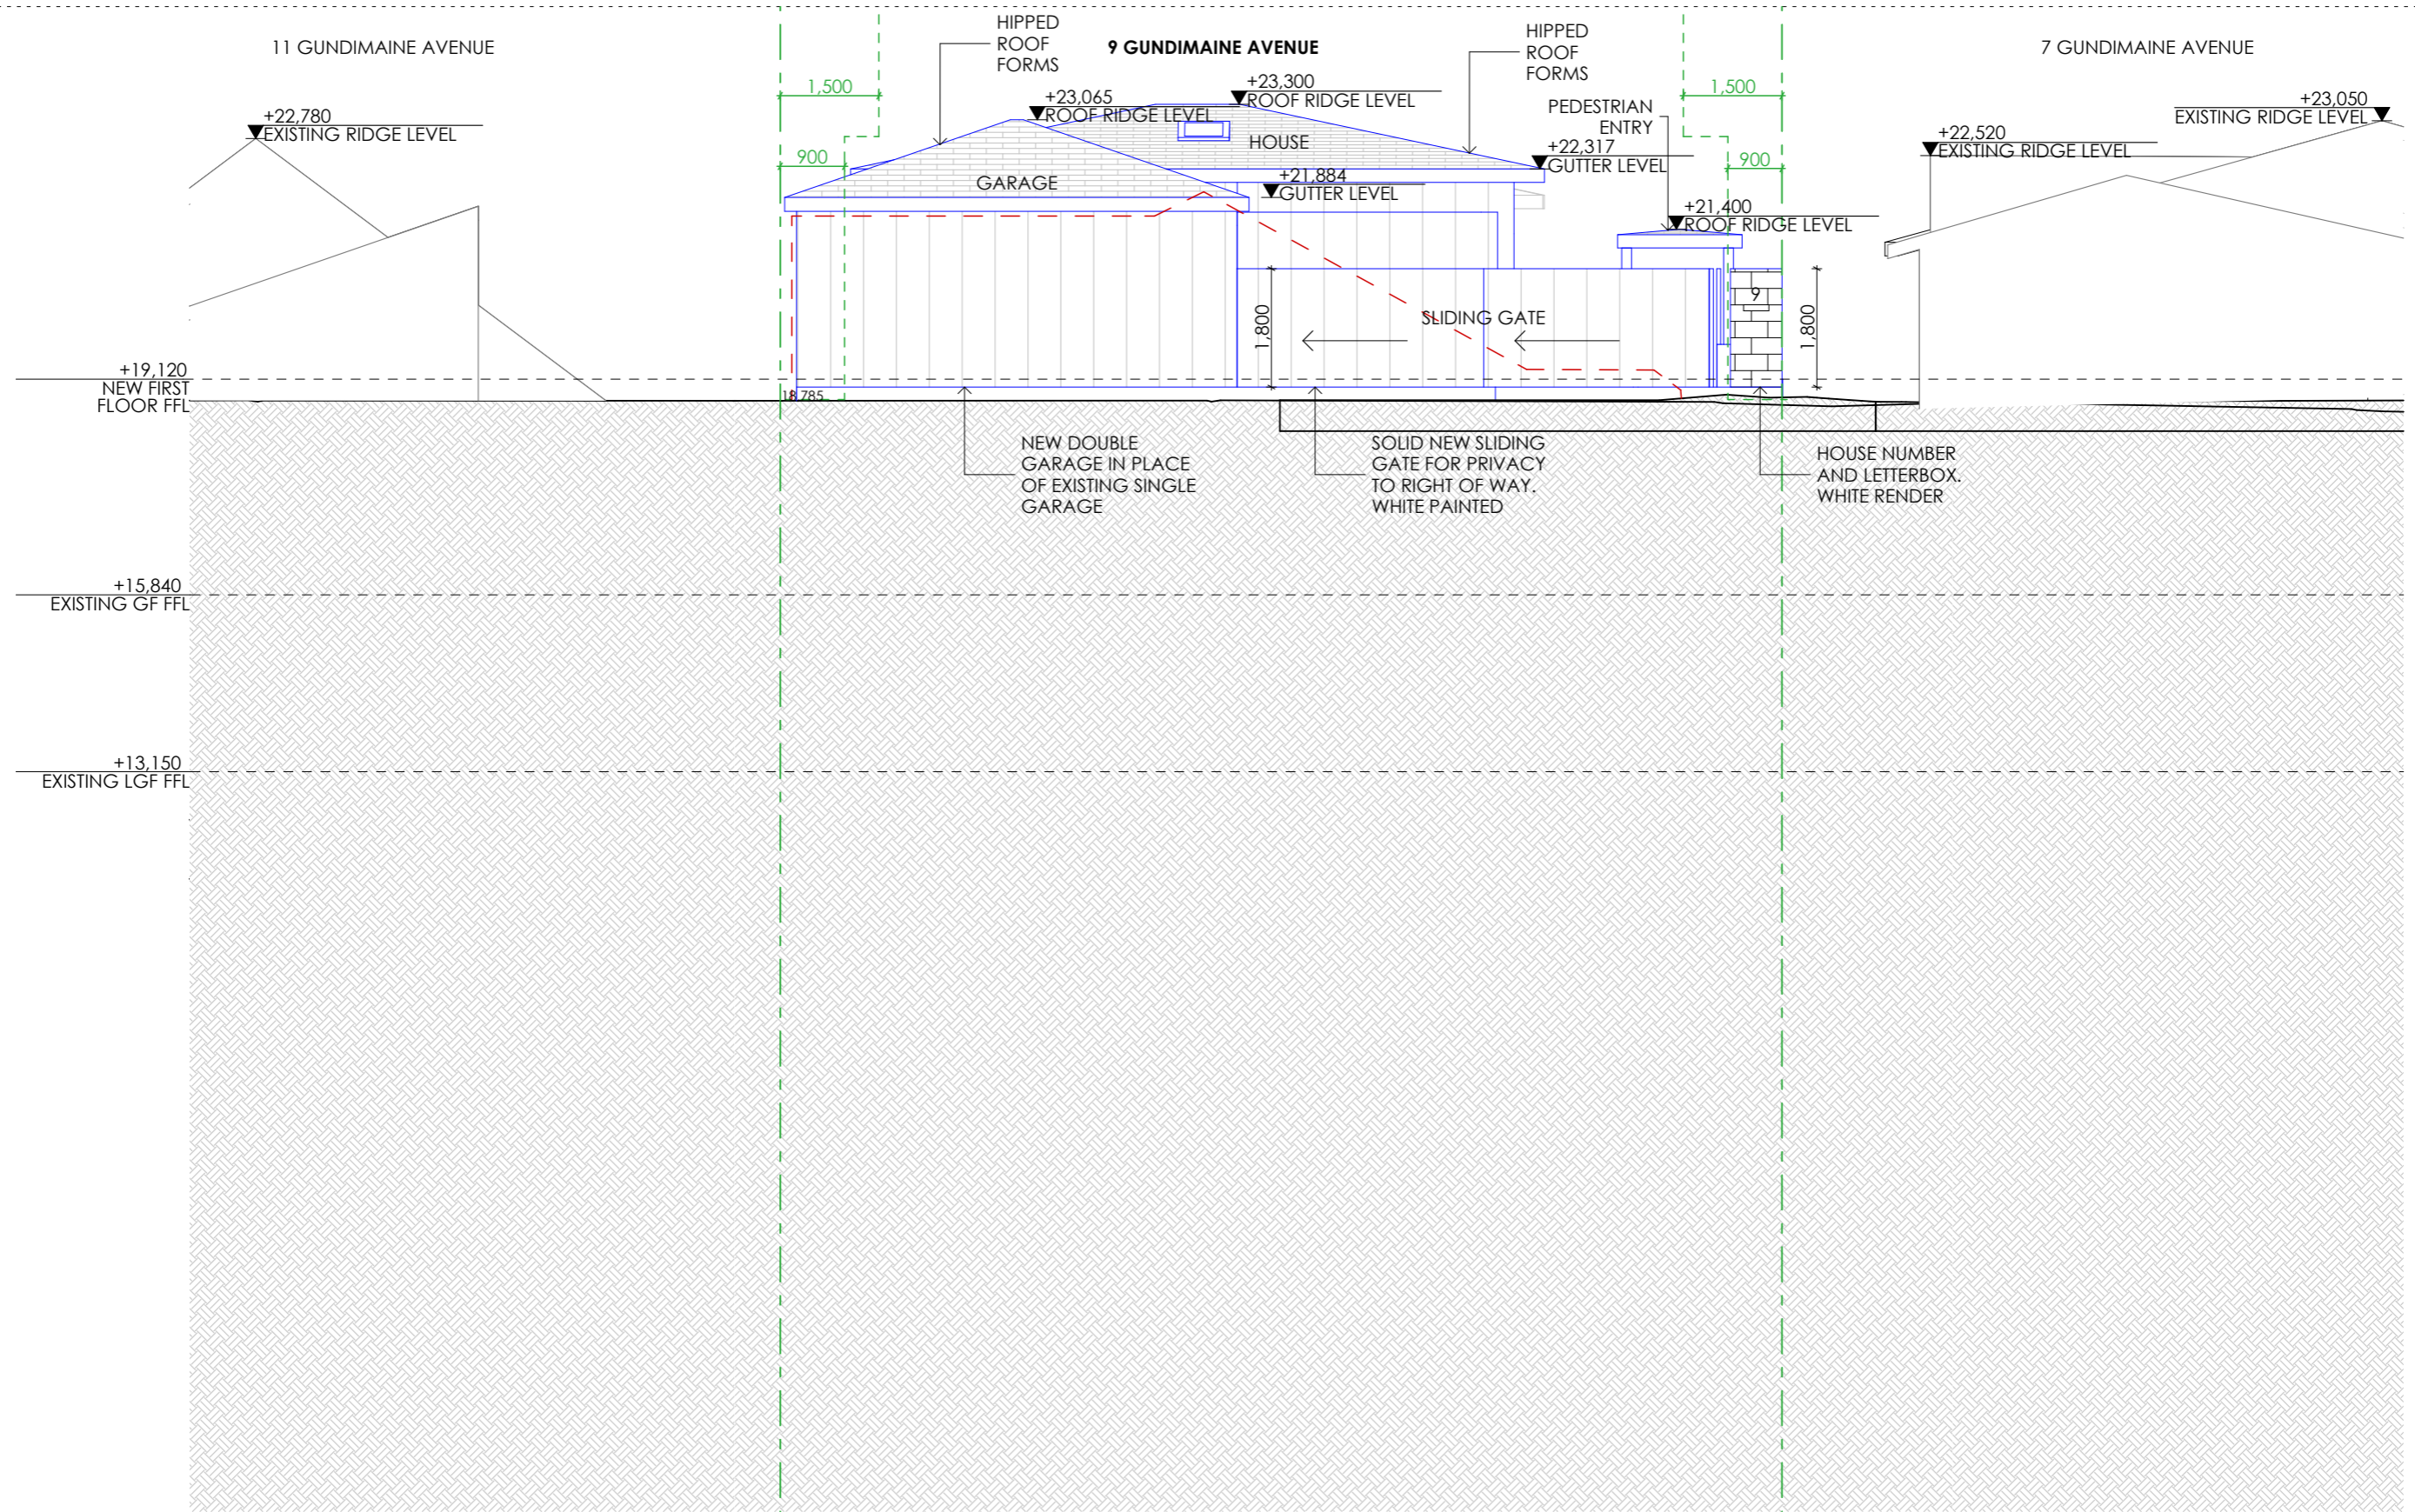 11 GUNDIMAINE AVENUE
HIPPED
ROOF
FORMS
9 GUNDIMAINE AVENUE
HIPPED
ROOF
FORMS
7 GUNDIMAINE AVENUE
1,500
+23,300
ROOF RIDGE LEVEL
1,500
+23,065
ROOF RIDGE LEVEL
PEDESTRIAN
ENTRY
+23,050
EXISTING RIDGE LEVEL
+22,780
EXISTING RIDGE LEVEL
+22,520
EXISTING RIDGE LEVEL
HOUSE
900
+22,317
GUTTER LEVEL
900
GARAGE
+21,884
GUTTER LEVEL
+21,400
ROOF RIDGE LEVEL
9
1,800
SLIDING GATE
1,800
+19,120
NEW FIRST
FLOOR FFL
18,785
NEW DOUBLE
GARAGE IN PLACE
OF EXISTING SINGLE
GARAGE
SOLID NEW SLIDING
GATE FOR PRIVACY
TO RIGHT OF WAY.
WHITE PAINTED
HOUSE NUMBER
AND LETTERBOX.
WHITE RENDER
+15,840
EXISTING GF FFL
+13,150
EXISTING LGF FFL